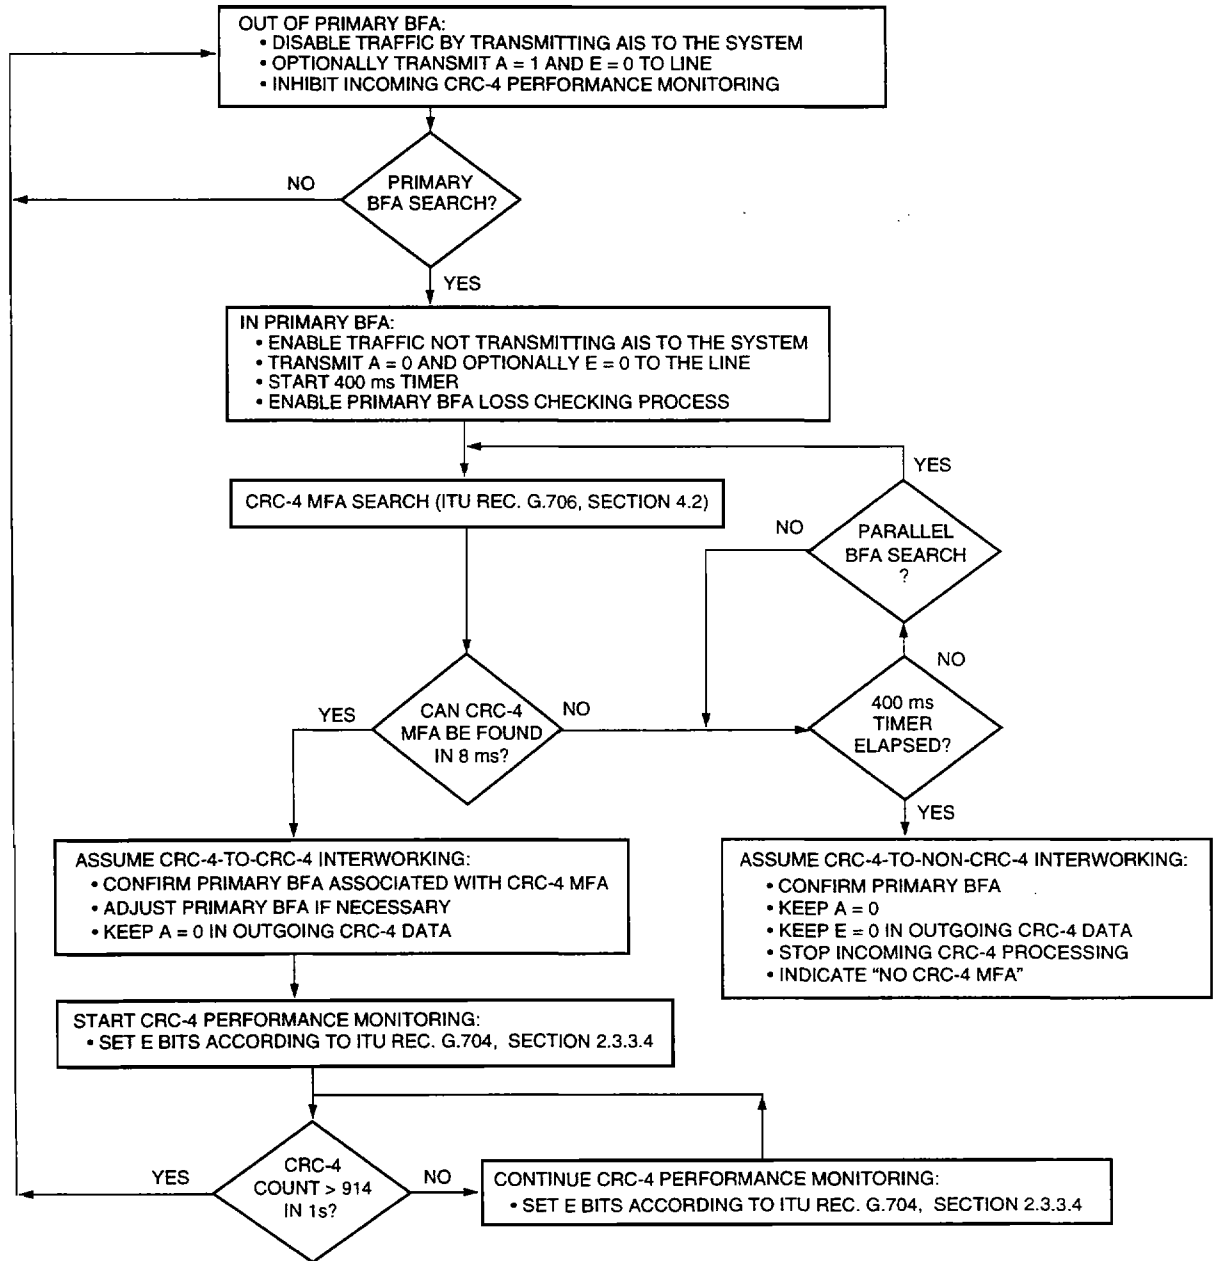 OUT OF PRIMARY BFA:
• DISABLE TRAFFIC BY TRANSMITTING AIS TO THE SYSTEM
• OPTIONALLY TRANSMIT A = 1 AND E = 0 TO LINE
• INHIBIT INCOMING CRC-4 PERFORMANCE MONITORING
NO
PRIMARY
BFA SEARCH?
YES
IN PRIMARY BFA:
• ENABLE TRAFFIC NOT TRANSMITTING AIS TO THE SYSTEM
• TRANSMIT A = 0 AND OPTIONALLY E = 0 TO THE LINE
• START 400 ms TIMER
• ENABLE PRIMARY BFA LOSS CHECKING PROCESS
YES
CRC-4 MFA SEARCH (ITU REC. G.706, SECTION 4.2)
NO
PARALLEL
BFA SEARCH
?
NO
YES
CAN CRC-4
MFA BE FOUND
IN 8 ms?
NO
400 ms
TIMER
ELAPSED?
YES
ASSUME CRC-4-TO-CRC-4 INTERWORKING:
• CONFIRM PRIMARY BFA ASSOCIATED WITH CRC-4 MFA
• ADJUST PRIMARY BFA IF NECESSARY
• KEEP A = 0 IN OUTGOING CRC-4 DATA
ASSUME CRC-4-TO-NON-CRC-4 INTERWORKING:
• CONFIRM PRIMARY BFA
• KEEP A = 0
• KEEP E = 0 IN OUTGOING CRC-4 DATA
• STOP INCOMING CRC-4 PROCESSING
• INDICATE “NO CRC-4 MFA”
START CRC-4 PERFORMANCE MONITORING:
• SET E BITS ACCORDING TO ITU REC. G.704, SECTION 2.3.3.4
YES
CRC-4
COUNT > 914
IN 1s?
NO
CONTINUE CRC-4 PERFORMANCE MONITORING:
• SET E BITS ACCORDING TO ITU REC. G.704, SECTION 2.3.3.4